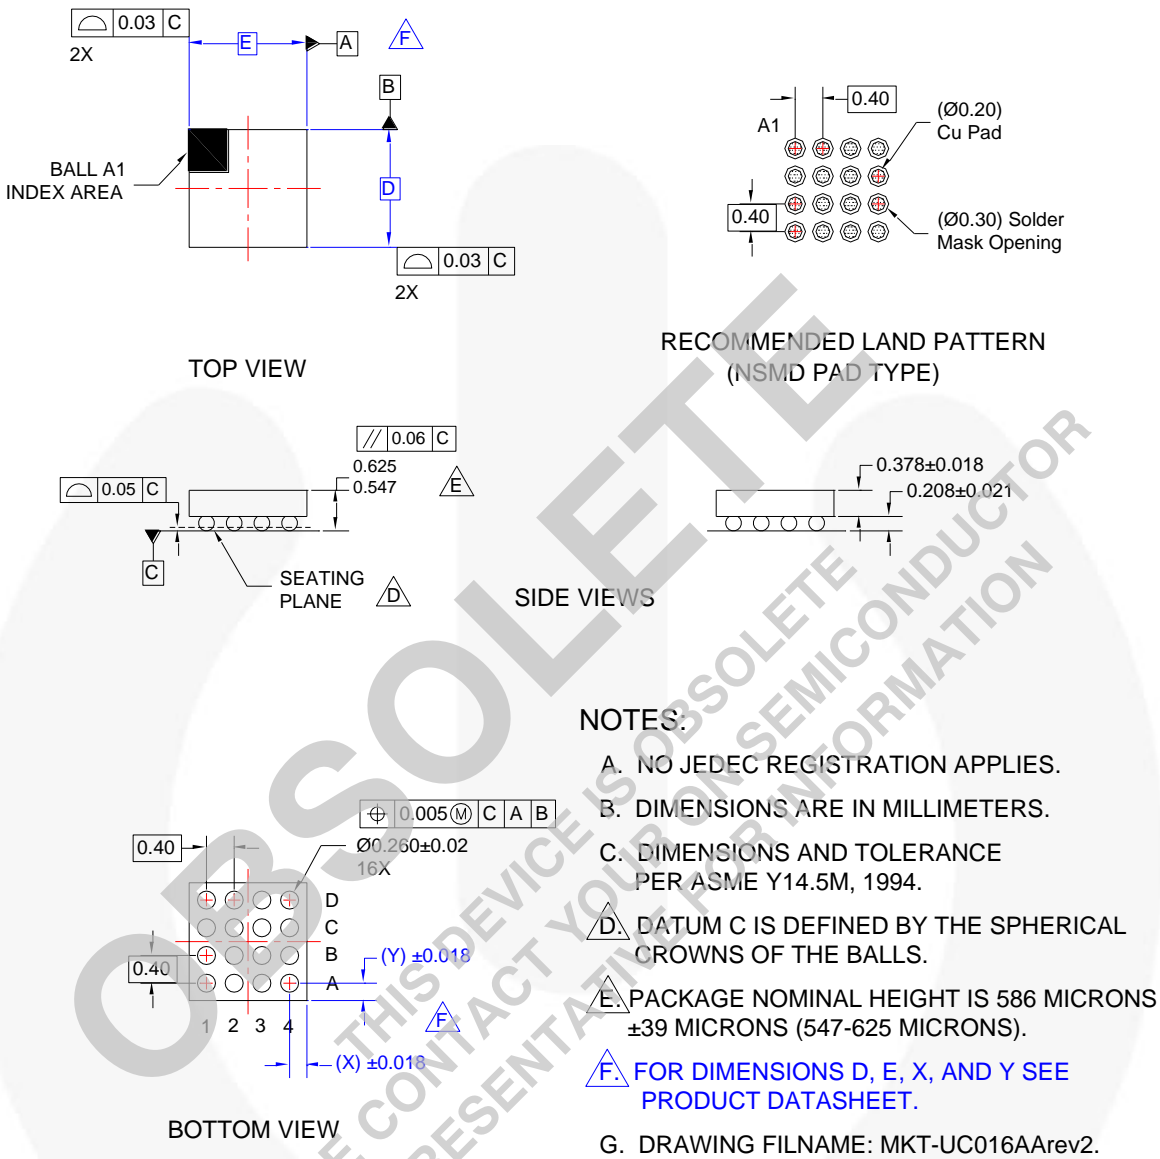 0.03 C
2X
E
A
F
B
BALL A1
INDEX AREA
D
0.03 C
2X
TOP VIEW
0.40
A1
(Ø0.20)
Cu Pad
0.40
(Ø0.30) Solder
Mask Opening
RECOMMENDED LAND PATTERN
(NSMD PAD TYPE)
// 0.06 C
0.625
0.547
E
0.05 C
C
SEATING
PLANE
D
0.378±0.018
0.208±0.021
SIDE VIEWS
0.005 Ⓜ C A B
0.40
Ø0.260±0.02
16X
D
C
B
A
0.40
(Y) ±0.018
1 2 3 4
F
(X) ±0.018
BOTTOM VIEW
NOTES:
A. NO JEDEC REGISTRATION APPLIES.
B. DIMENSIONS ARE IN MILLIMETERS.
C. DIMENSIONS AND TOLERANCE
PER ASME Y14.5M, 1994.
D. DATUM C IS DEFINED BY THE SPHERICAL
CROWNS OF THE BALLS.
E. PACKAGE NOMINAL HEIGHT IS 586 MICRONS
±39 MICRONS (547-625 MICRONS).
F. FOR DIMENSIONS D, E, X, AND Y SEE
PRODUCT DATASHEET.
G. DRAWING FILNAME: MKT-UC016AArev2.
OBSOLETE
THIS DEVICE IS OBSOLETE
E CONTACT YOUR ON SEMICONDUCTOR
RESENTATIVE FOR INFORMATION